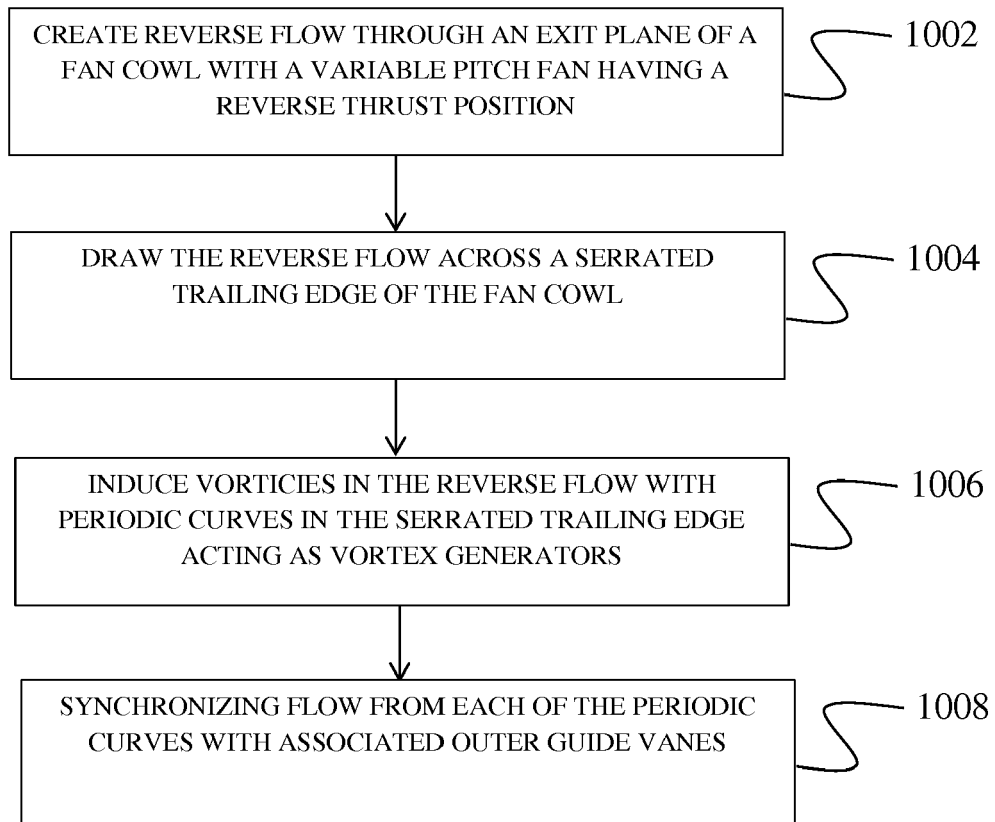 CREATE REVERSE FLOW THROUGH AN EXIT PLANE OF A
FAN COWL WITH A VARIABLE PITCH FAN HAVING A
REVERSE THRUST POSITION
1002
DRAW THE REVERSE FLOW ACROSS A SERRATED
TRAILING EDGE OF THE FAN COWL
1004
INDUCE VORTICIES IN THE REVERSE FLOW WITH
PERIODIC CURVES IN THE SERRATED TRAILING EDGE
ACTING AS VORTEX GENERATORS
1006
SYNCHRONIZING FLOW FROM EACH OF THE PERIODIC
CURVES WITH ASSOCIATED OUTER GUIDE VANES
1008